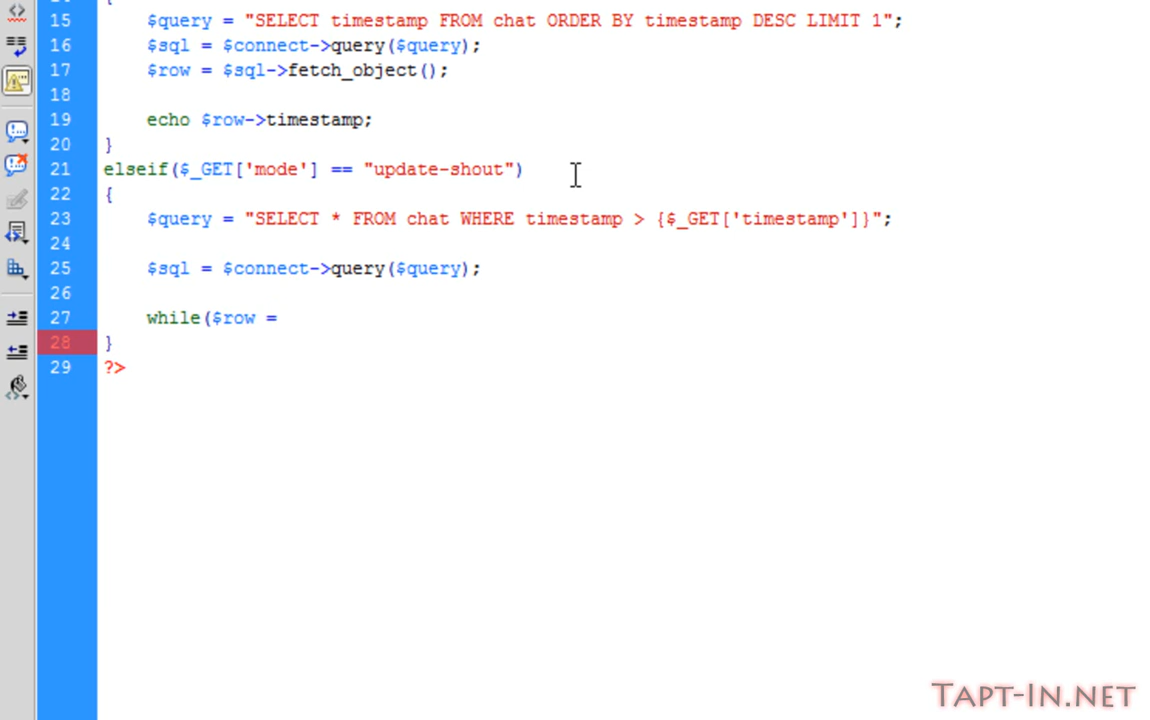 15 $query = "SELECT timestamp FROM chat ORDER BY timestamp DESC LIMIT 1";
16 $sql = $connect->query($query);
17 $row = $sql->fetch_object();
18
19 echo $row->timestamp;
20 }
21 elseif($_GET['mode'] == "update-shout")
22 {
23 $query = "SELECT * FROM chat WHERE timestamp > {$_GET['timestamp']}";
24
25 $sql = $connect->query($query);
26
27 while($row =
28 }
29 ?>
TAPT-IN.NET